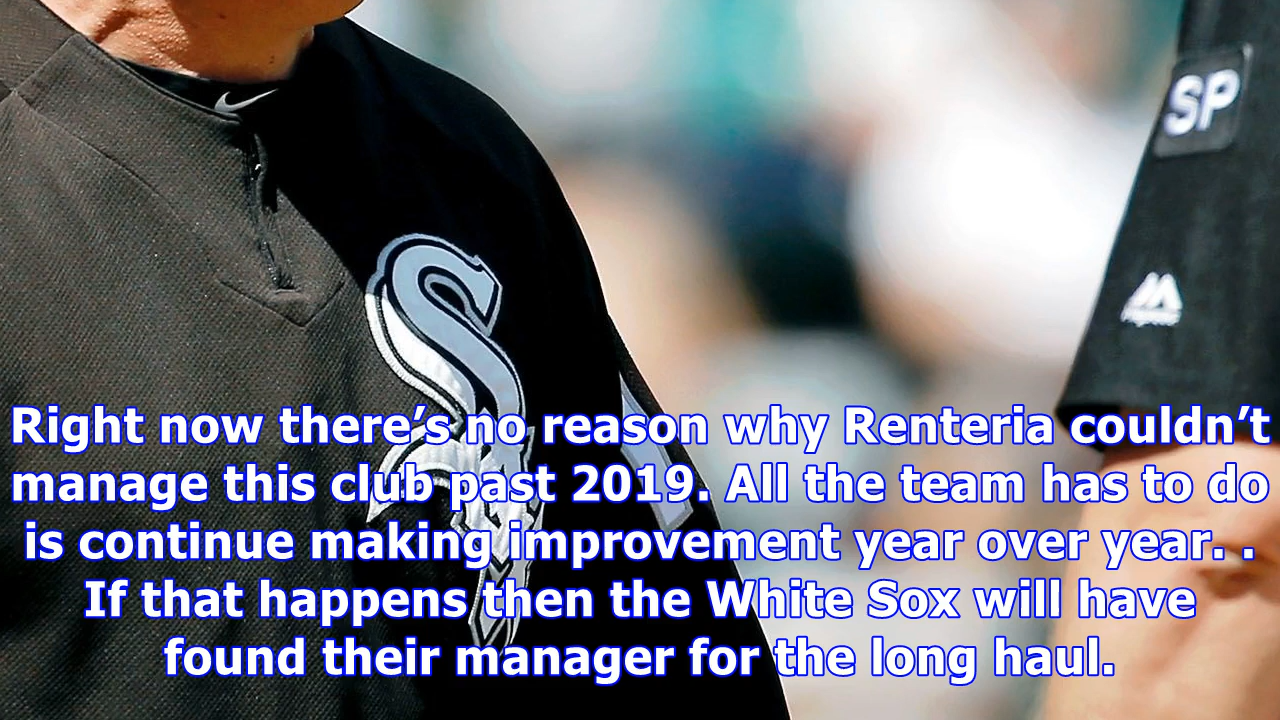 SP
Sox
Right now there’s no reason why Renteria couldn’t
manage this club past 2019. All the team has to do
is continue making improvement year over year. .
If that happens then the White Sox will have
found their manager for the long haul.